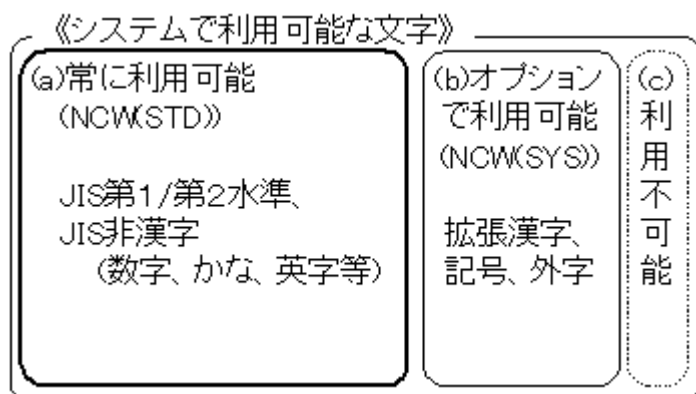 《システムで利用可能な文字》
(a)常に利用可能
(NCW(STD))
JIS第1/第2水準、
JIS非漢字
(数字、かな、英字等)
(b)オプション
で利用可能
(NCW(SYS))
拡張漢字、
記号、外字
(c)
利
用
不
可
能